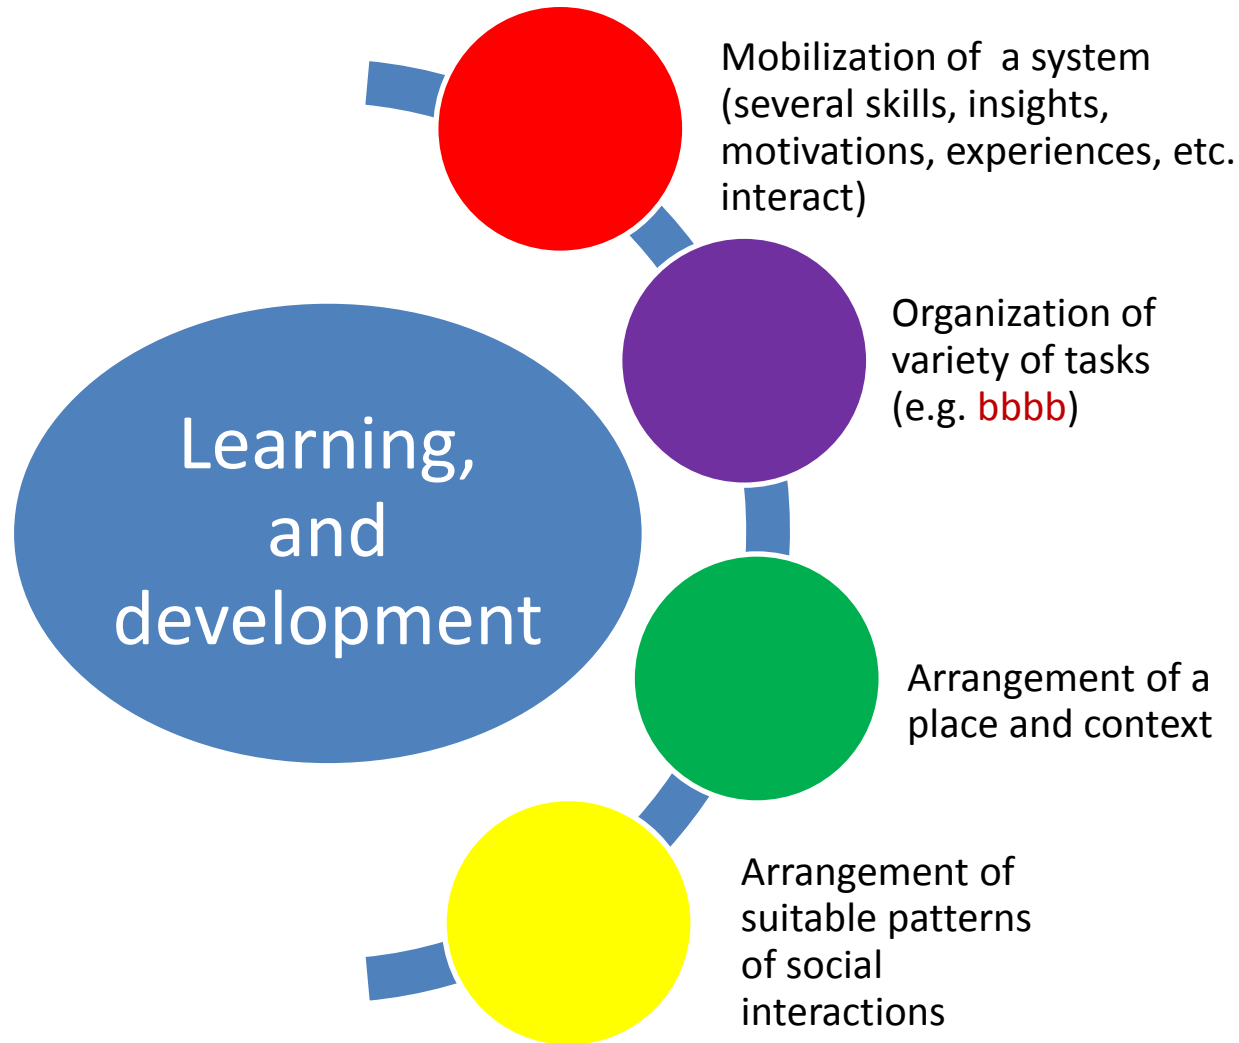 Mobilization of  a system
(several skills, insights,
motivations, experiences, etc.
interact)
Organization of
variety of tasks
(e.g. bbbb)
Learning,
and
development
Arrangement of a
place and context
Arrangement of
suitable patterns
of social
interactions